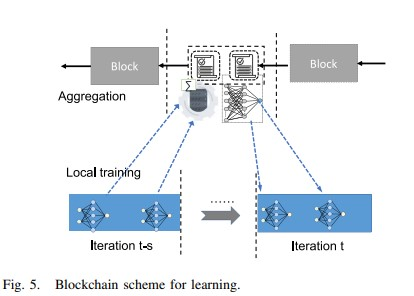 Block
Block
Σ
Aggregation
Local training
......
Iteration t-s
Iteration t
Fig. 5. Blockchain scheme for learning.